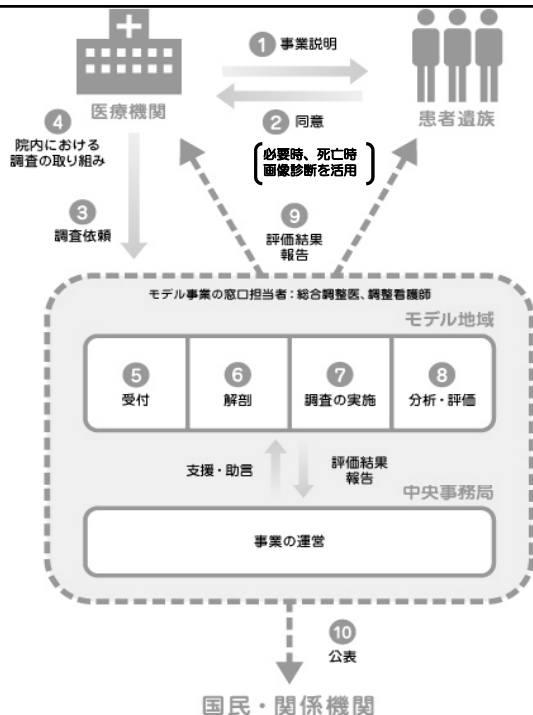 ① 事業説明
医療機関
患者遺族
② 同意
必要時、死亡時
画像診断を活用
④
院内における
調査の取り組み
③
調査依頼
⑨
評価結果
報告
モデル事業の窓口担当者：総合調整医、調整看護師
モデル地域
⑤
受付
⑥
解剖
⑦
調査の実施
⑧
分析・評価
支援・助言
評価結果
報告
中央事務局
事業の運営
⑩
公表
国民・関係機関